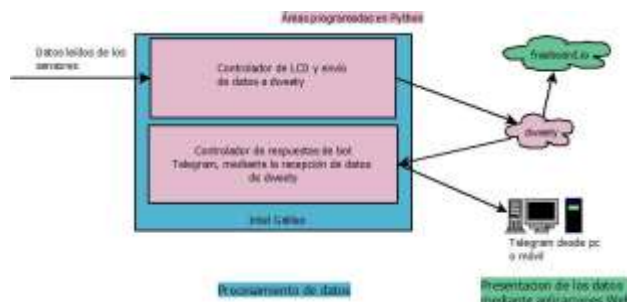 Áreas programadas en Python
Datos leídos de los
sensores
Controlador de LCD y envío
de datos a dweety
Controlador de respuestas de bot
Telegram, mediante la recepción de datos
de dweety
Intel Galileo
freeboard.io
dweety
Telegram desde pc
o móvil
Procesamiento de datos
Presentacion de los datos